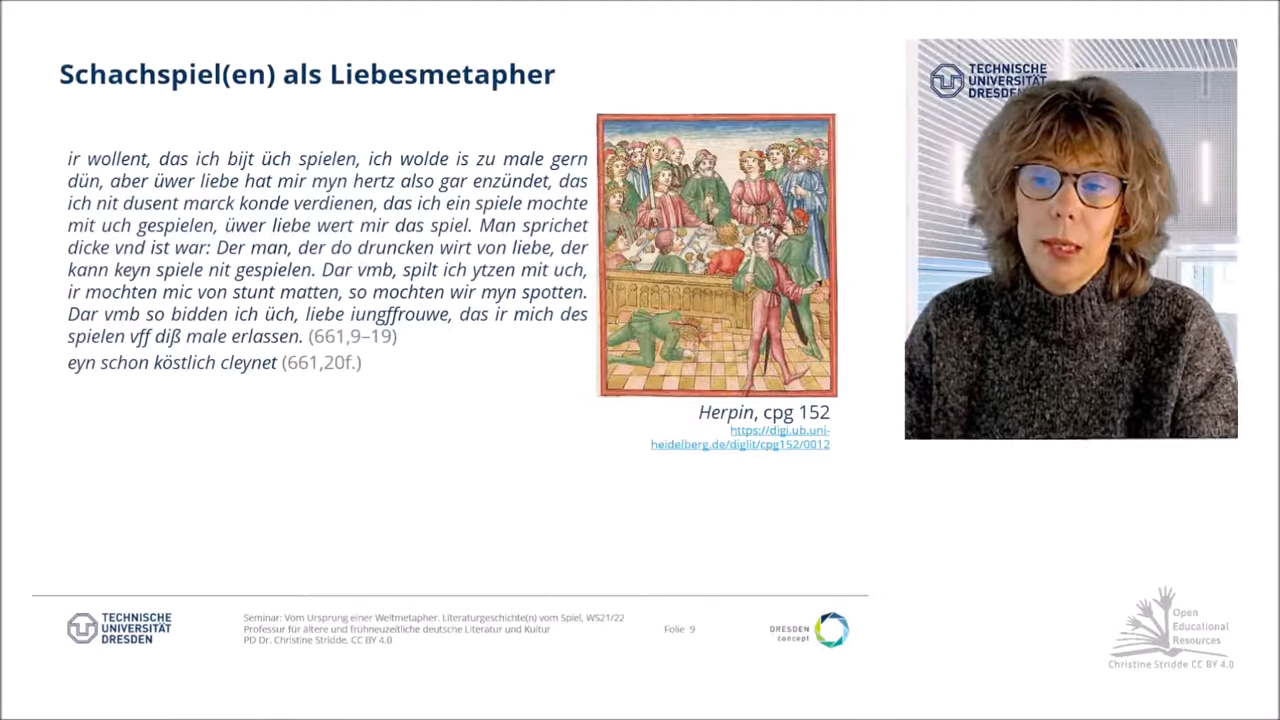 Schachspiel(en) als Liebesmetapher
ir wollent, das ich bijt üch spielen, ich wolde is zu male gern
dün, aber üwer liebe hat mir myn hertz also gar enzündet, das
ich nit dusent marck konde verdienen, das ich ein spiele mochte
mit uch gespielen, üwer liebe wert mir das spiel. Man sprichet
dicke vnd ist war: Der man, der do druncken wirt von liebe, der
kann keyn spiele nit gespielen. Dar vmb, spilt ich ytzen mit uch,
ir mochten mic von stunt matten, so mochten wir myn spotten.
Dar vmb so bidden ich üch, liebe iungffrouwe, das ir mich des
spielen vff diß male erlassen. (661,9–19)
eyn schon köstlich cleynet (661,20f.)
Herpin, cpg 152
https://digi.ub.uni-
heidelberg.de/diglit/cpg152/0012
TECHNISCHE
UNIVERSITÄT
DRESDEN
TECHNISCHE
UNIVERSITÄT
DRESDEN
Seminar: Vom Ursprung einer Weltmetapher. Literaturgeschichte(n) vom Spiel, WS21/22
Professur für ältere und frühneuzeitliche deutsche Literatur und Kultur
PD Dr. Christine Stridde, CC BY 4.0
Folie 9
DRESDEN
concept
Open
Educational
Resources
Christine Stridde CC BY 4.0